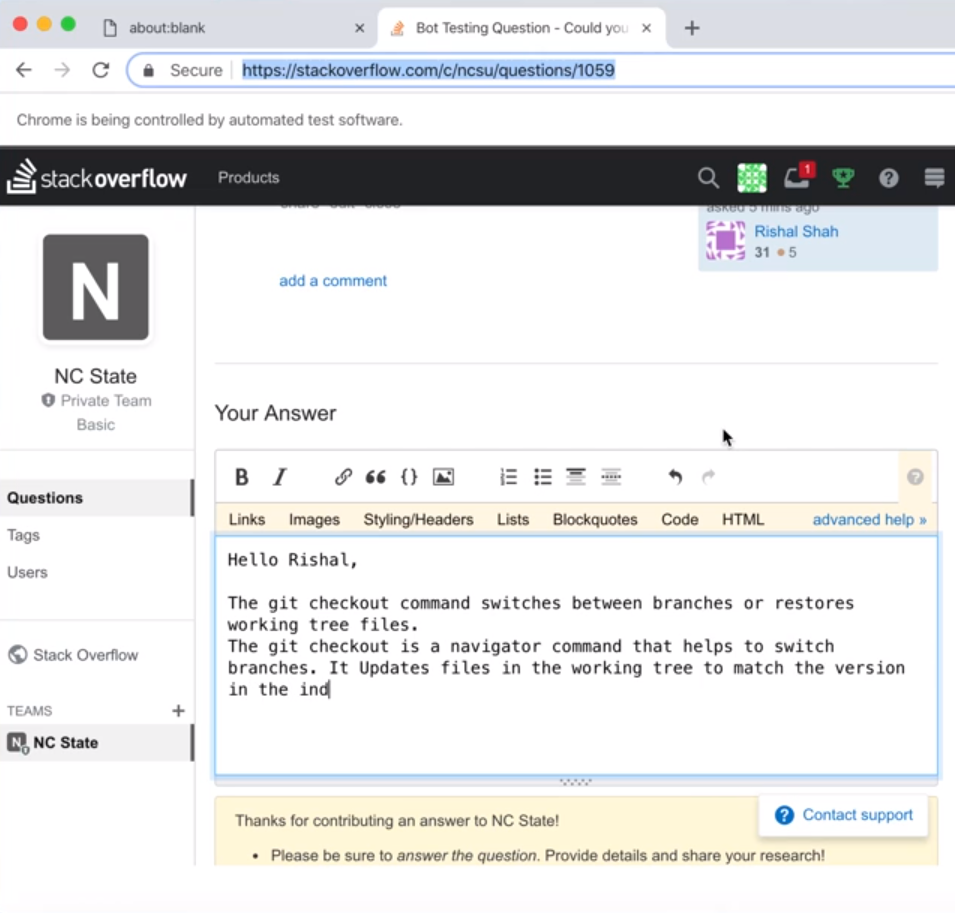 about:blank
Bot Testing Question - Could you
Secure https://stackoverflow.com/c/ncsu/questions/1059
Chrome is being controlled by automated test software.
stackoverflow Products 1
asked 5 mins ago
Rishal Shah
31 5
add a comment
N
NC State
Private Team
Basic
Questions
Tags
Users
Stack Overflow
TEAMS +
N NC State
Your Answer
B I
Links Images Styling/Headers Lists Blockquotes Code HTML advanced help »
Hello Rishal,
The git checkout command switches between branches or restores
working tree files.
The git checkout is a navigator command that helps to switch
branches. It Updates files in the working tree to match the version
in the ind
Thanks for contributing an answer to NC State!
Contact support
• Please be sure to answer the question. Provide details and share your research!